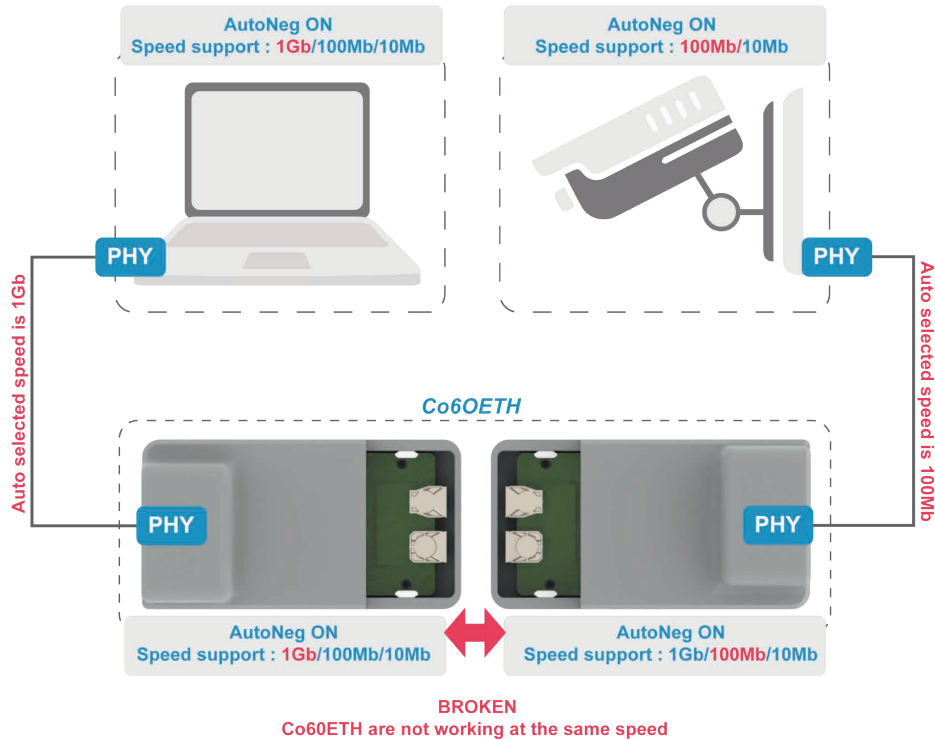 AutoNeg ON
Speed support : 1Gb/100Mb/10Mb
AutoNeg ON
Speed support : 100Mb/10Mb
PHY
PHY
Auto selected speed is 1Gb
Auto selected speed is 100Mb
Co6OETH
PHY
PHY
AutoNeg ON
Speed support : 1Gb/100Mb/10Mb
AutoNeg ON
Speed support : 1Gb/100Mb/10Mb
BROKEN
Co60ETH are not working at the same speed